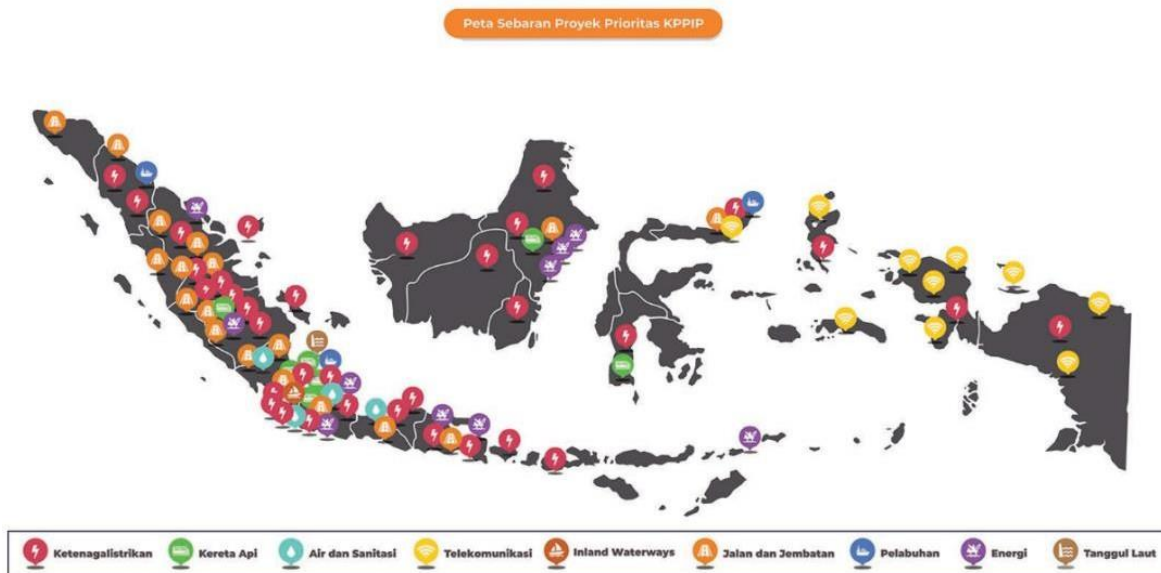 Peta Sebaran Proyek Prioritas KPPIP
Ketenagalistrikan
Kereta Api
Air dan Sanitasi
Telekomunikasi
Inland Waterways
Jalan dan Jembatan
Pelabuhan
Energi
Tanggul Laut